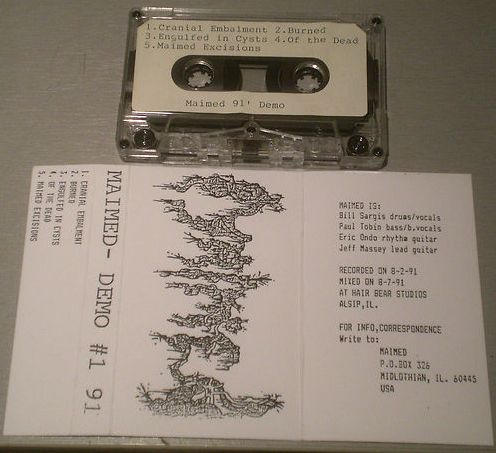 1.Cranial Embalment 2.Burned
3.Engulfed in Cysts 4.Of the Dead
5.Maimed Excisions
Maimed 91' Demo
1. CRANIAL EMBALMENT
2. BURNED
3. ENGULFED IN CYSTS
4. OF THE DEAD
5. MAIMED EXCISIONS
MAIMED- DEMO #1 91
MAIMED
MAIMED IG:
Bill Sargis drums/vocals
Paul Tobin bass/b.vocals
Eric Ondo rhythm guitar
Jeff Massey lead guitar
RECORDED ON 8-2-91
MIXED ON 8-7-91
AT HAIR BEAR STUDIOS
ALSIP,IL.
FOR INFO,CORRESPONDENCE
Write to:
MAIMED
P.O.BOX 326
MIDLOTHIAN, IL. 60445
USA